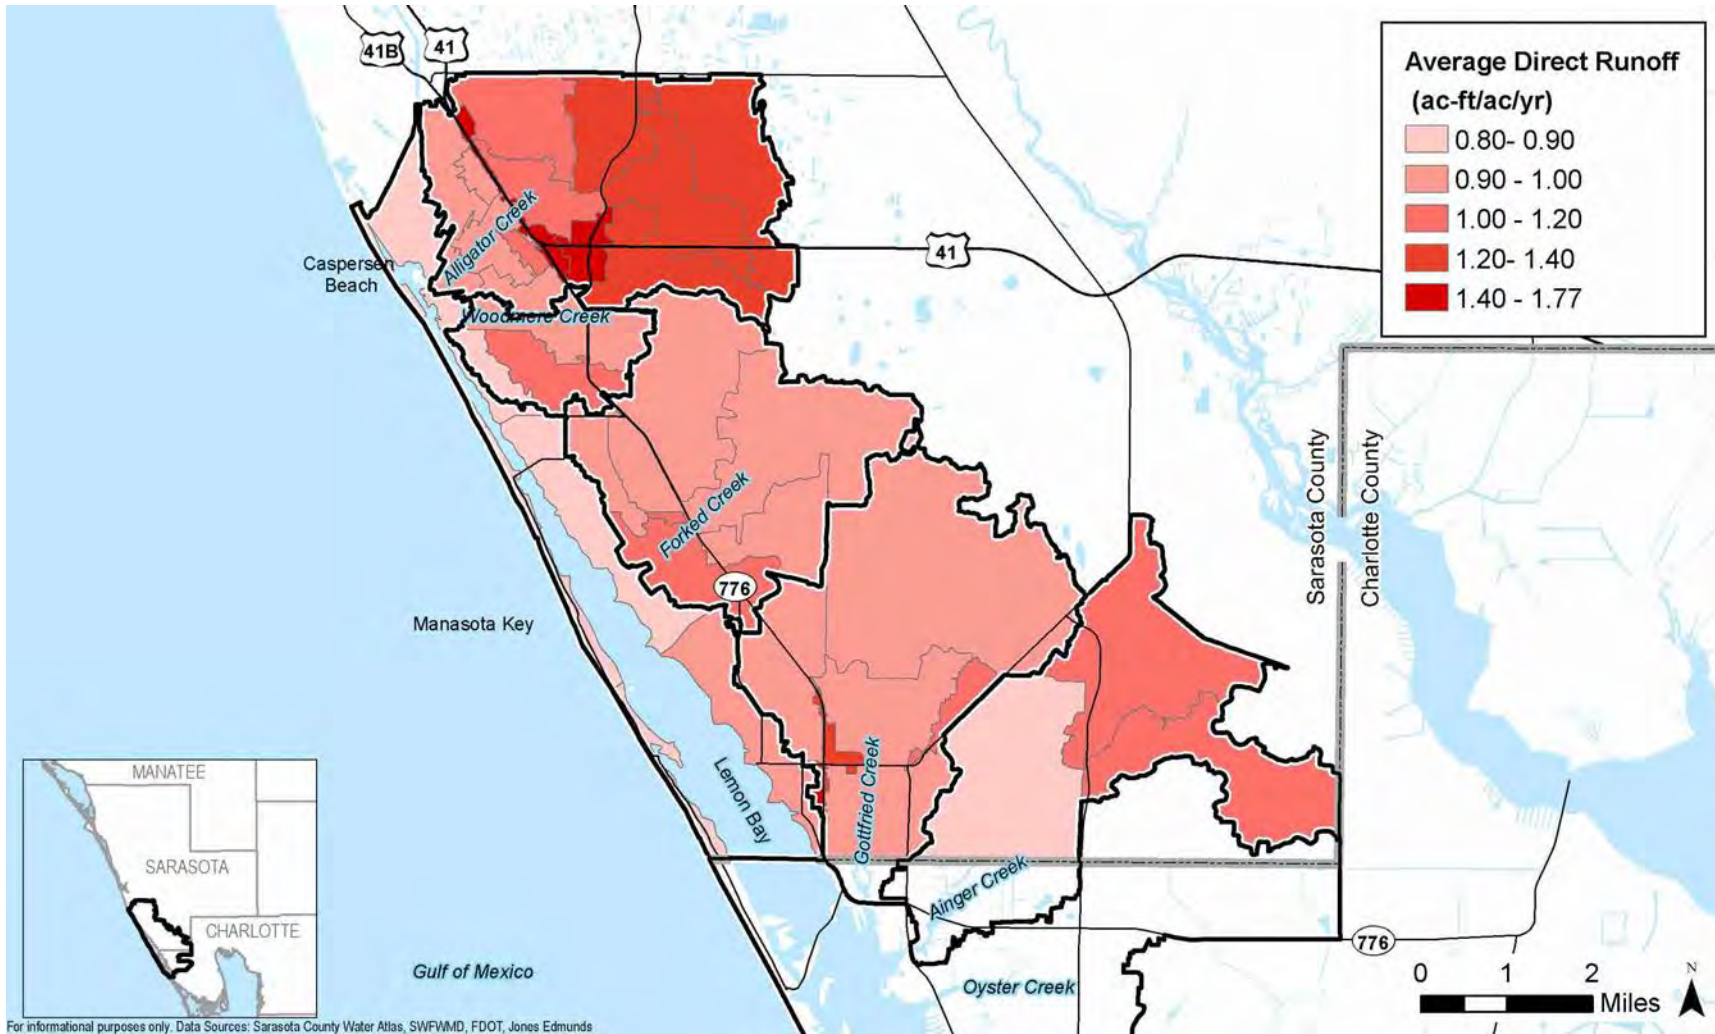 41B
41
Average Direct Runoff
(ac-ft/ac/yr)
0.80- 0.90
0.90 - 1.00
1.00 - 1.20
1.20- 1.40
1.40 - 1.77
Alligator Creek
41
Caspersen
Beach
Woodmere Creek
Sarasota County
Charlotte County
Forked Creek
776
Manasota Key
Lemon Bay
Gottfried Creek
MANATEE
SARASOTA
CHARLOTTE
Ainger Creek
776
Gulf of Mexico
Oyster Creek
0 1 2
Miles
N
For informational purposes only. Data Sources: Sarasota County Water Atlas, SWFWMD, FDOT, Jones Edmunds